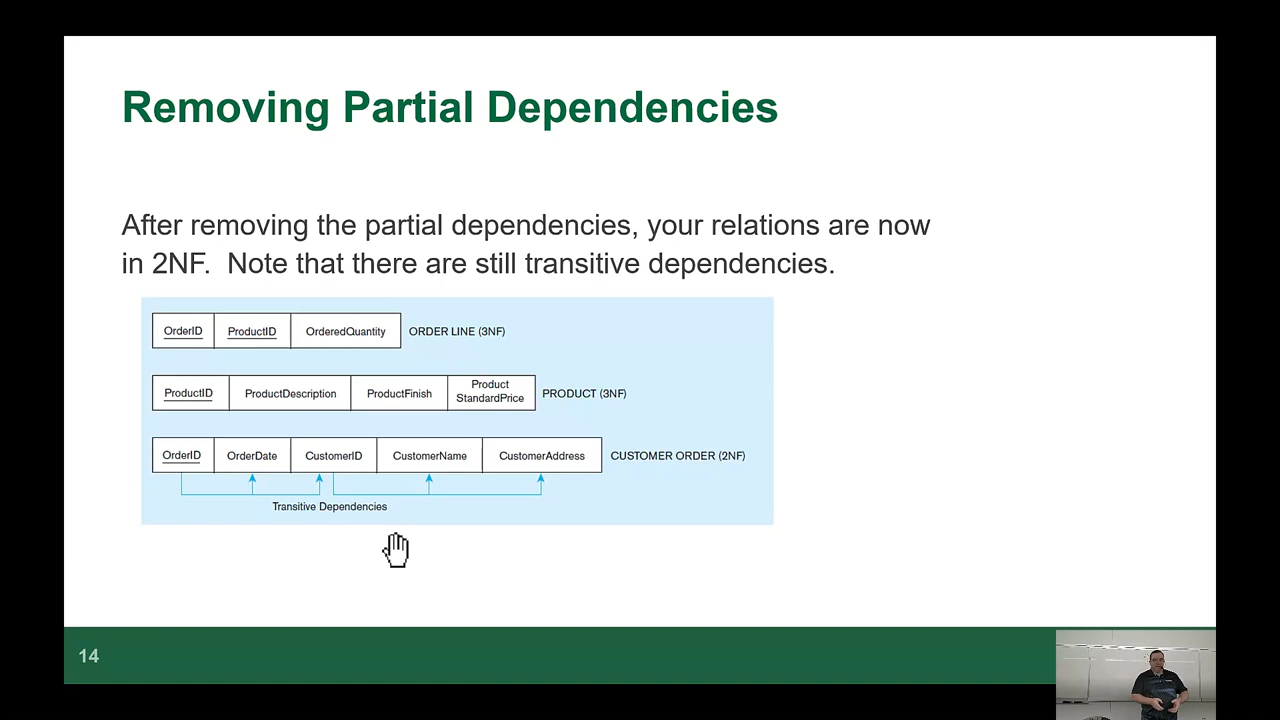 Removing Partial Dependencies
After removing the partial dependencies, your relations are now
in 2NF.  Note that there are still transitive dependencies.
OrderID ProductID OrderedQuantity ORDER LINE (3NF)
ProductID ProductDescription ProductFinish Product StandardPrice PRODUCT (3NF)
OrderID OrderDate CustomerID CustomerName CustomerAddress CUSTOMER ORDER (2NF)
Transitive Dependencies
14